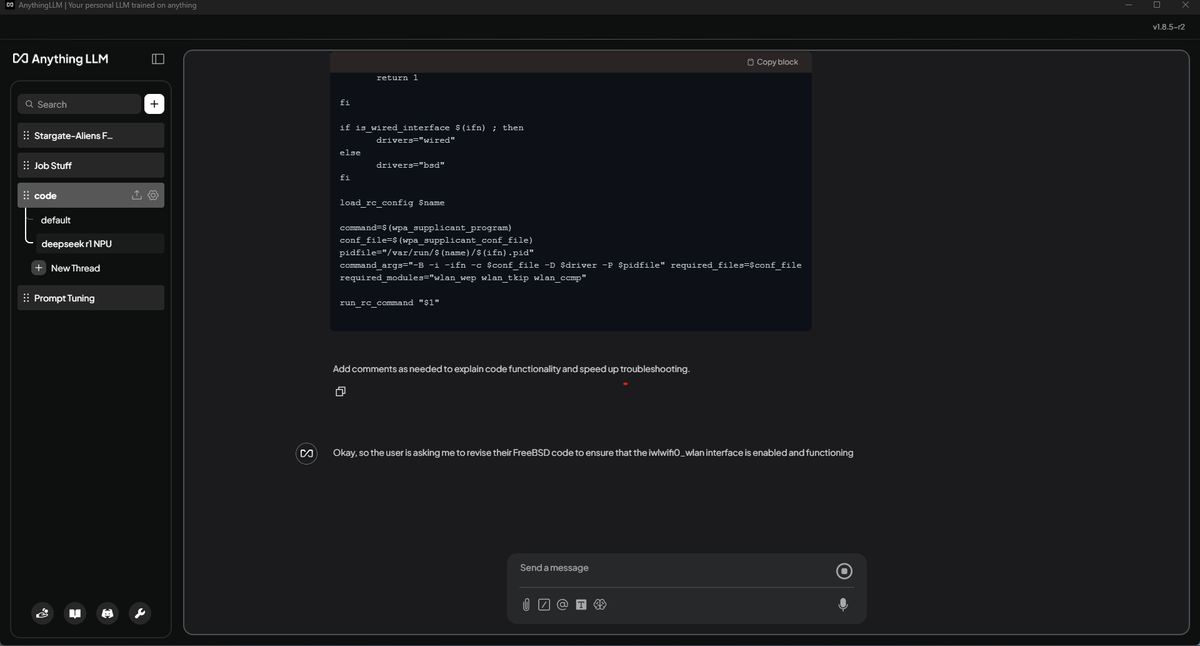 AnythingLLM | Your personal LLM trained on anything
v1.8.5-r2
Anything LLM
Search
Stargate-Aliens F...
Job Stuff
code
default
deepseek r1 NPU
New Thread
Prompt Tuning
Copy block
return 1
fi
if is_wired_interface $(ifn) ; then
drivers="wired"
else
drivers="bsd"
fi
load_rc_config $name
command=$(wpa_supplicant_program)
conf_file=$(wpa_supplicant_conf_file)
pidfile="/var/run/$(name)/$(ifn).pid"
command_args="-B -i -ifn -c $conf_file -D $driver -P $pidfile" required_files=$conf_file
required_modules="wlan_wep wlan_tkip wlan_ccmp"
run_rc_command "$1"
Add comments as needed to explain code functionality and speed up troubleshooting.
Okay, so the user is asking me to revise their FreeBSD code to ensure that the iwlwifi0_wlan interface is enabled and functioning
Send a message